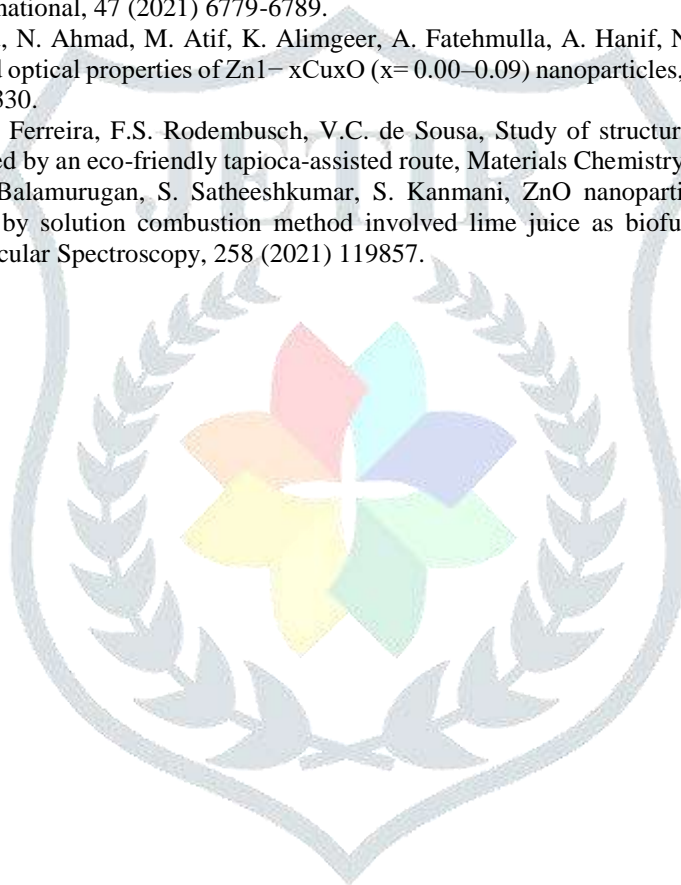 national, 47 (2021) 6779-6789.
., N. Ahmad, M. Atif, K. Alimgeer, A. Fatehmulla, A. Hanif, N
d optical properties of Zn1− xCuxO (x= 0.00–0.09) nanoparticles,
330.
Ferreira, F.S. Rodembusch, V.C. de Sousa, Study of structur
ed by an eco-friendly tapioca-assisted route, Materials Chemistry
Balamurugan, S. Satheeshkumar, S. Kanmani, ZnO nanoparti
by solution combustion method involved lime juice as biofu
cular Spectroscopy, 258 (2021) 119857.
JETIR